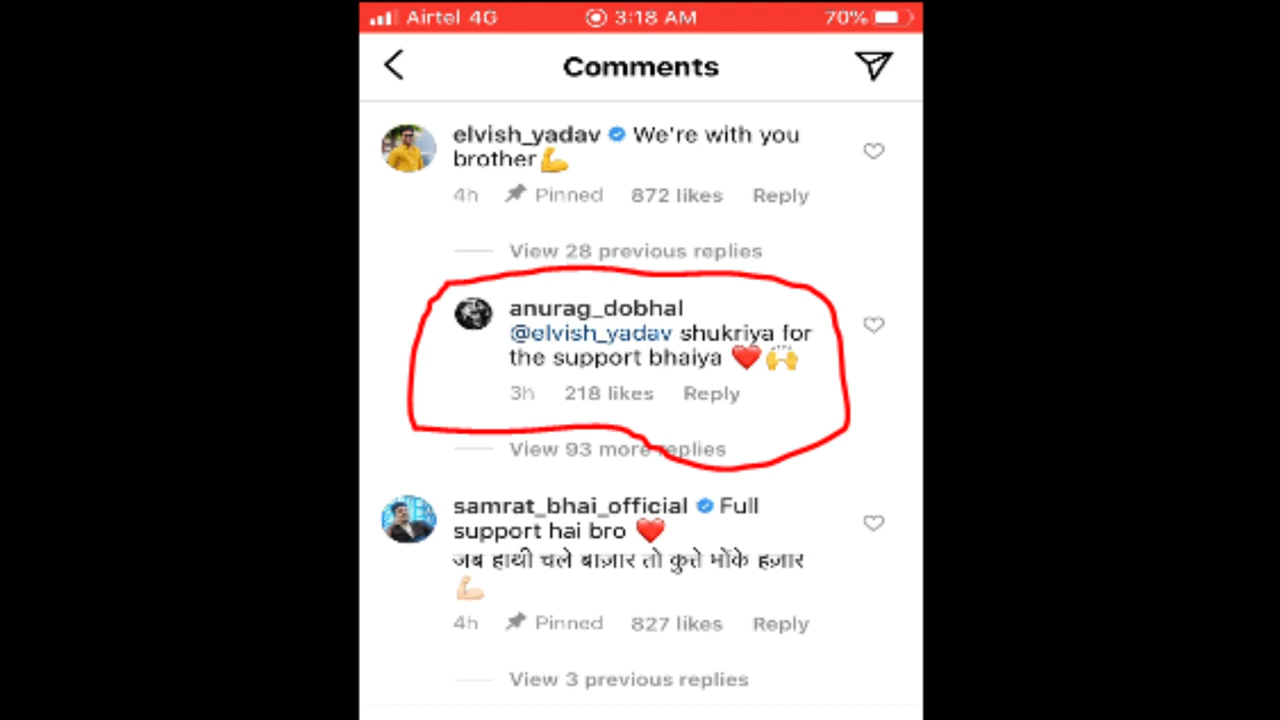 Airtel 4G 3:18 AM 70%
Comments
elvish_yadav We're with you
brother💪
4h Pinned 872 likes Reply
View 28 previous replies
anurag_dobhal
@elvish_yadav shukriya for
the support bhaiya ❤️🙌
3h 218 likes Reply
View 93 more replies
samrat_bhai_official Full
support hai bro ❤️
जब हाथी चले बाज़ार तो कुत्ते भोंके हज़ार
💪🏻
4h Pinned 827 likes Reply
View 3 previous replies